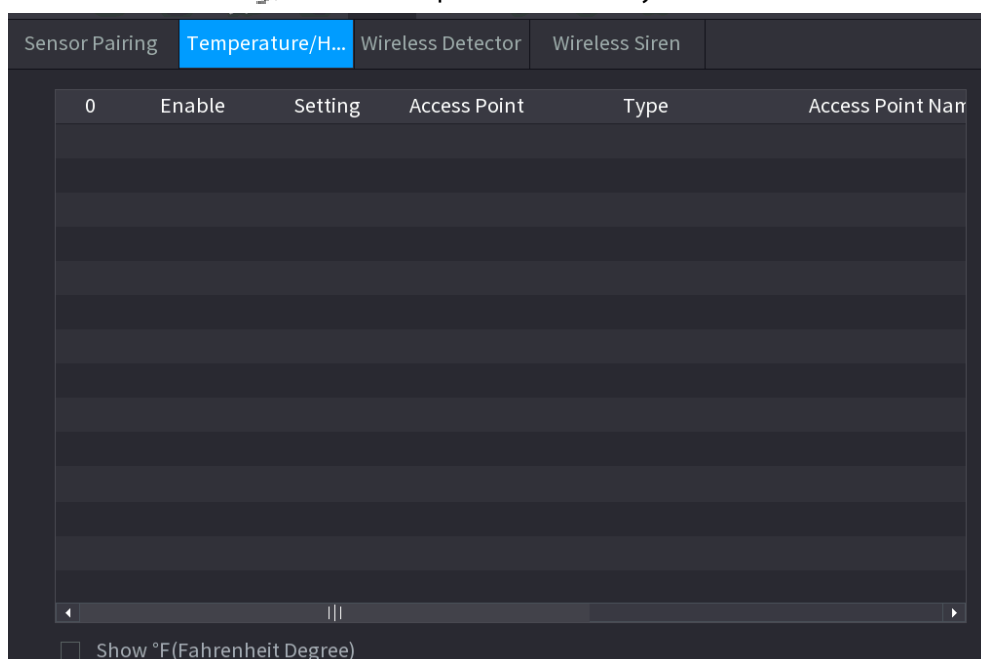 Sensor Pairing Temperature/H... Wireless Detector Wireless Siren
0 Enable Setting Access Point Type Access Point Nam
Show °F(Fahrenheit Degree)